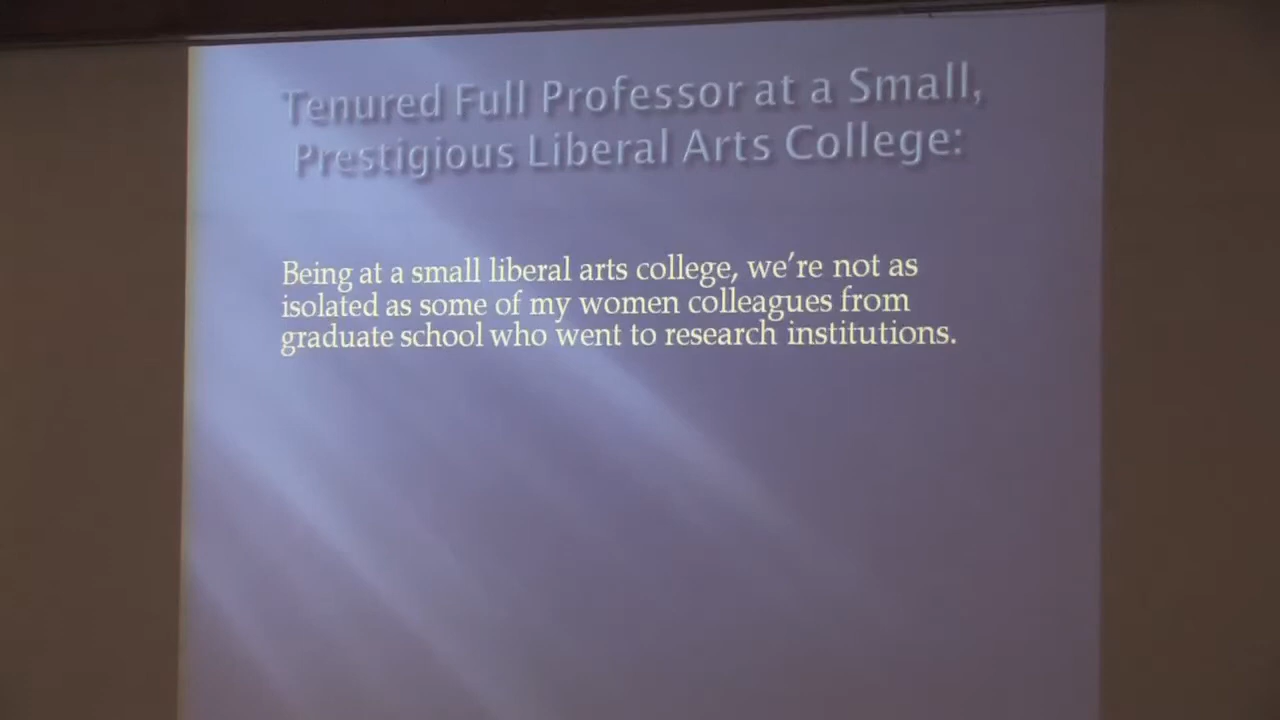 Tenured Full Professor at a Small,
Prestigious Liberal Arts College:
Being at a small liberal arts college, we’re not as
isolated as some of my women colleagues from
graduate school who went to research institutions.